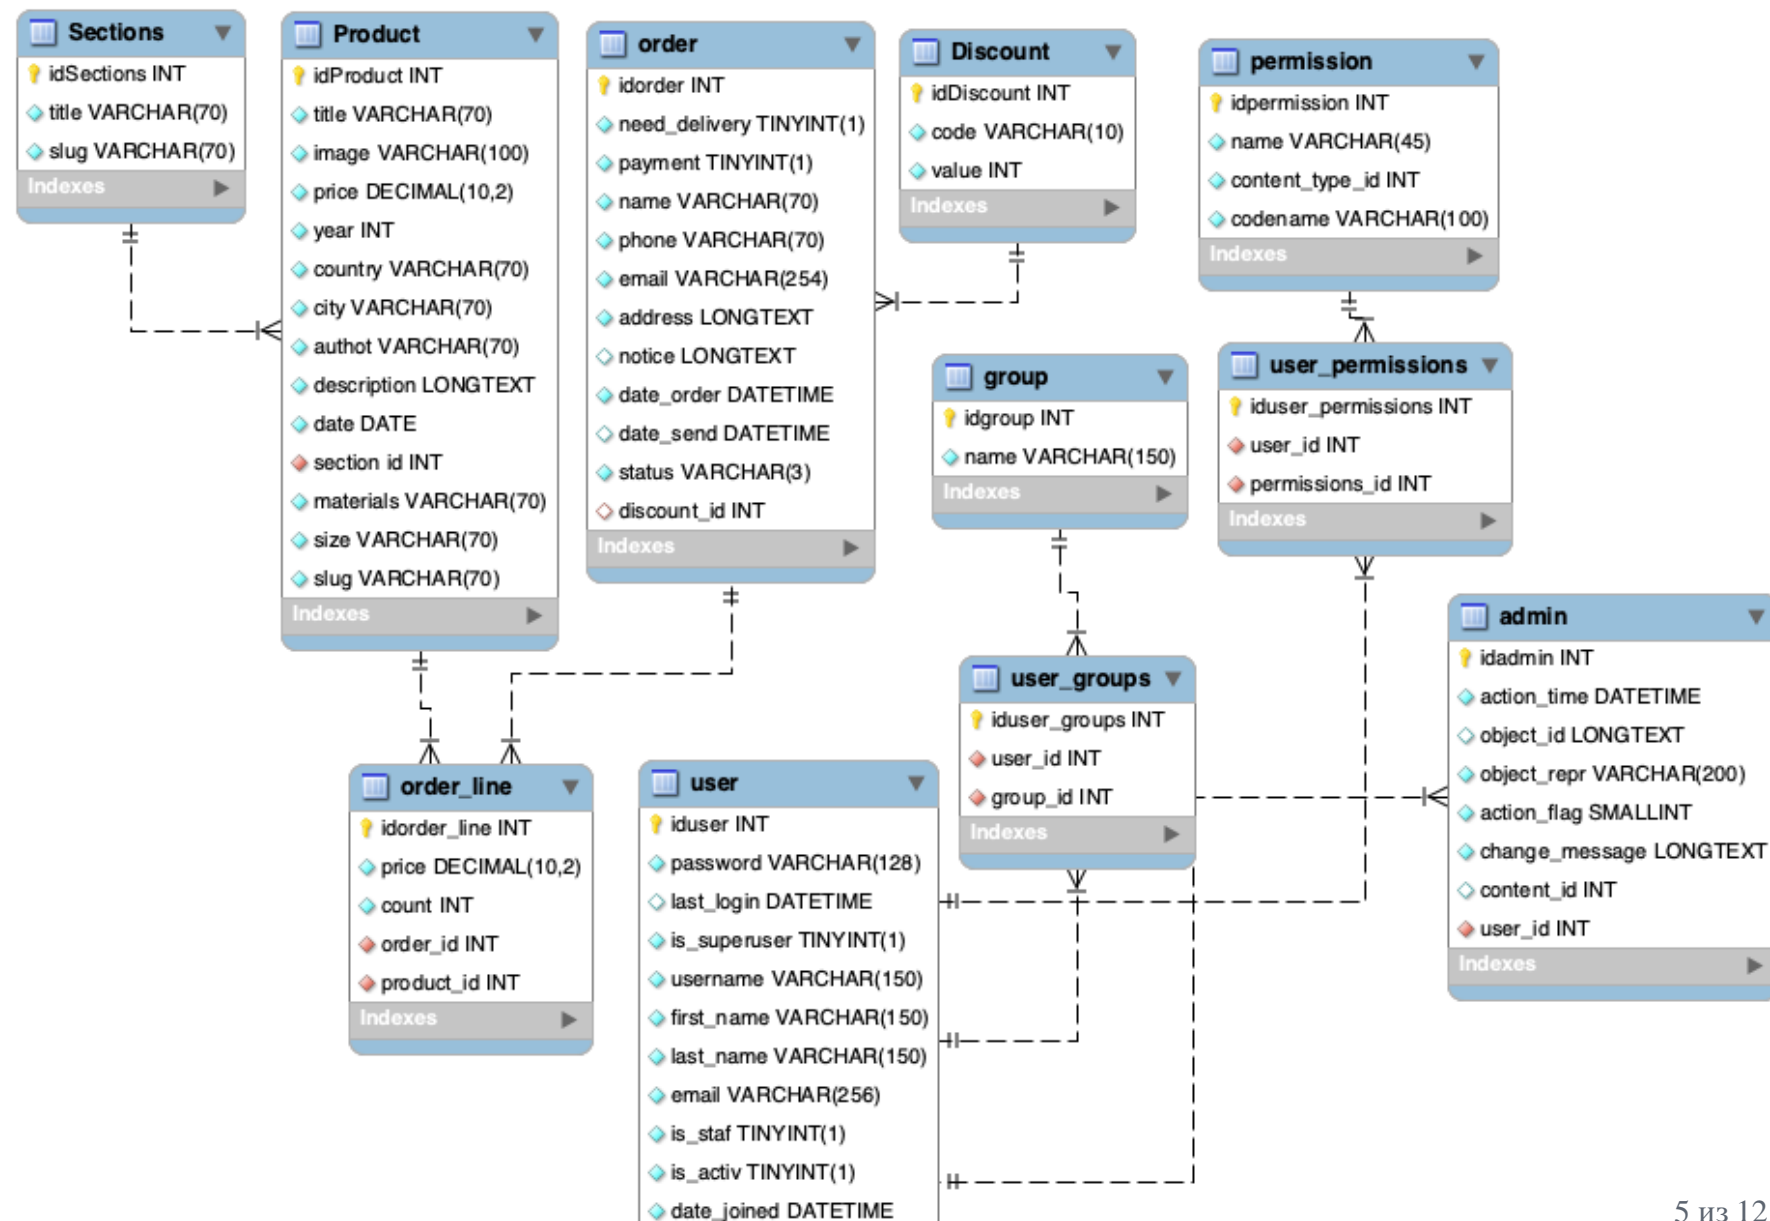 Sections
idSections INT
title VARCHAR(70)
slug VARCHAR(70)
Indexes
Product
idProduct INT
title VARCHAR(70)
image VARCHAR(100)
price DECIMAL(10,2)
year INT
country VARCHAR(70)
city VARCHAR(70)
authot VARCHAR(70)
description LONGTEXT
date DATE
section id INT
materials VARCHAR(70)
size VARCHAR(70)
slug VARCHAR(70)
Indexes
order
idorder INT
need_delivery TINYINT(1)
payment TINYINT(1)
name VARCHAR(70)
phone VARCHAR(70)
email VARCHAR(254)
address LONGTEXT
notice LONGTEXT
date_order DATETIME
date_send DATETIME
status VARCHAR(3)
discount_id INT
Indexes
Discount
idDiscount INT
code VARCHAR(10)
value INT
Indexes
permission
idpermission INT
name VARCHAR(45)
content_type_id INT
codename VARCHAR(100)
Indexes
group
idgroup INT
name VARCHAR(150)
Indexes
user_permissions
iduser_permissions INT
user_id INT
permissions_id INT
Indexes
order_line
idorder_line INT
price DECIMAL(10,2)
count INT
order_id INT
product_id INT
Indexes
user
iduser INT
password VARCHAR(128)
last_login DATETIME
is_superuser TINYINT(1)
username VARCHAR(150)
first_name VARCHAR(150)
last_name VARCHAR(150)
email VARCHAR(256)
is_staf TINYINT(1)
is_activ TINYINT(1)
date_joined DATETIME
user_groups
iduser_groups INT
user_id INT
group_id INT
Indexes
admin
idadmin INT
action_time DATETIME
object_id LONGTEXT
object_repr VARCHAR(200)
action_flag SMALLINT
change_message LONGTEXT
content_id INT
user_id INT
Indexes
5 из 12